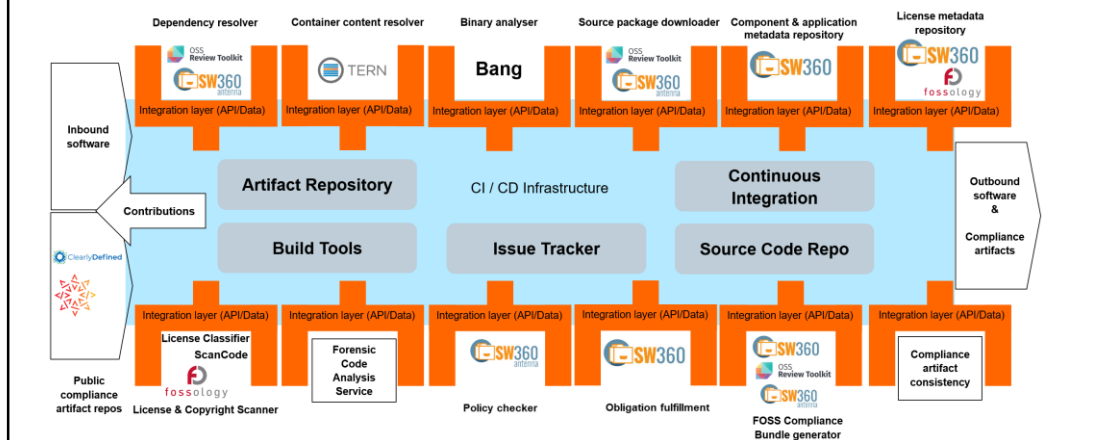 Dependency resolver
Container content resolver
Binary analyser
Source package downloader
Component & application
metadata repository
License metadata
repository
OSS
Review Toolkit
SW360
antenna
TERN
Bang
OSS
Review Toolkit
SW360
antenna
SW360
SW360
fossology
Integration layer (API/Data)
Integration layer (API/Data)
Integration layer (API/Data)
Integration layer (API/Data)
Integration layer (API/Data)
Integration layer (API/Data)
Inbound
software
Contributions
ClearlyDefined
Public
compliance
artifact repos
Artifact Repository
CI / CD Infrastructure
Continuous
Integration
Build Tools
Issue Tracker
Source Code Repo
Outbound
software
&
Compliance
artifacts
Integration layer (API/Data)
Integration layer (API/Data)
Integration layer (API/Data)
Integration layer (API/Data)
Integration layer (API/Data)
Integration layer (API/Data)
License Classifier
ScanCode
fossology
License & Copyright Scanner
Forensic
Code
Analysis
Service
SW360
antenna
Policy checker
SW360
Obligation fulfillment
SW360
OSS
Review Toolkit
SW360
antenna
FOSS Compliance
Bundle generator
Compliance
artifact
consistency